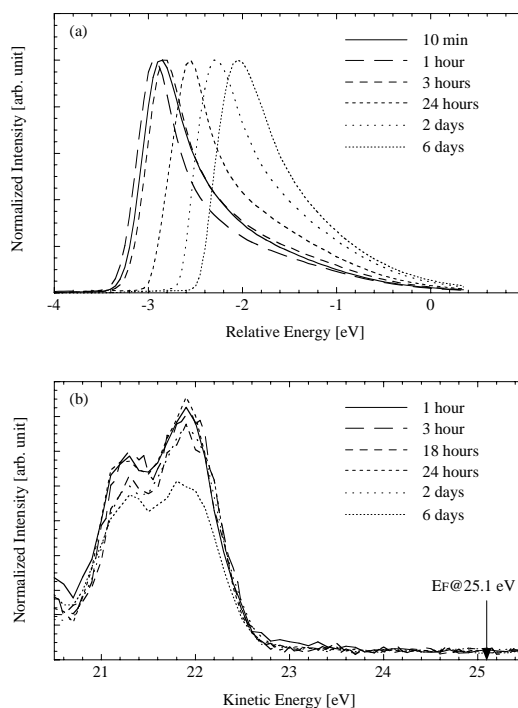 (a)
10 min
1 hour
3 hours
24 hours
2 days
6 days
Normalized Intensity [arb. unit]
-4
-3
-2
-1
0
Relative Energy [eV]
(b)
1 hour
3 hour
18 hours
24 hours
2 days
6 days
Normalized Intensity [arb. unit]
EF@25.1 eV
21
22
23
24
25
Kinetic Energy [eV]